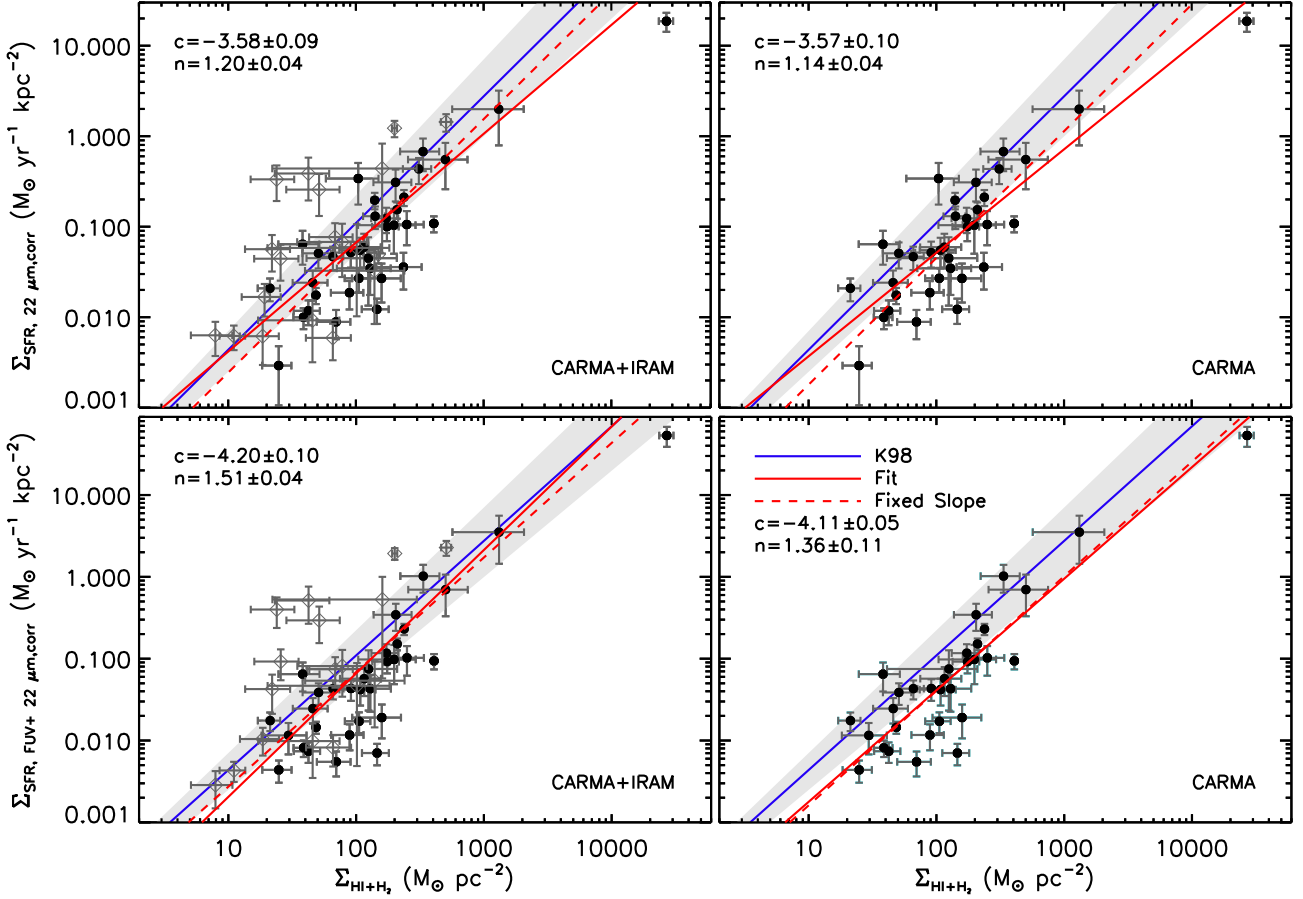 10.000
1.000
0.100
0.010
0.001
Σ_SFR, 22 μm,corr (M⊙ yr⁻¹ kpc⁻²)
c=−3.58±0.09
n=1.20±0.04
CARMA+IRAM
c=−3.57±0.10
n=1.14±0.04
CARMA
10.000
1.000
0.100
0.010
0.001
Σ_SFR, FUV+ 22 μm,corr (M⊙ yr⁻¹ kpc⁻²)
c=−4.20±0.10
n=1.51±0.04
CARMA+IRAM
K98
Fit
Fixed Slope
c=−4.11±0.05
n=1.36±0.11
CARMA
10 100 1000 10000
10 100 1000 10000
Σ_HI+H₂ (M⊙ pc⁻²)
Σ_HI+H₂ (M⊙ pc⁻²)